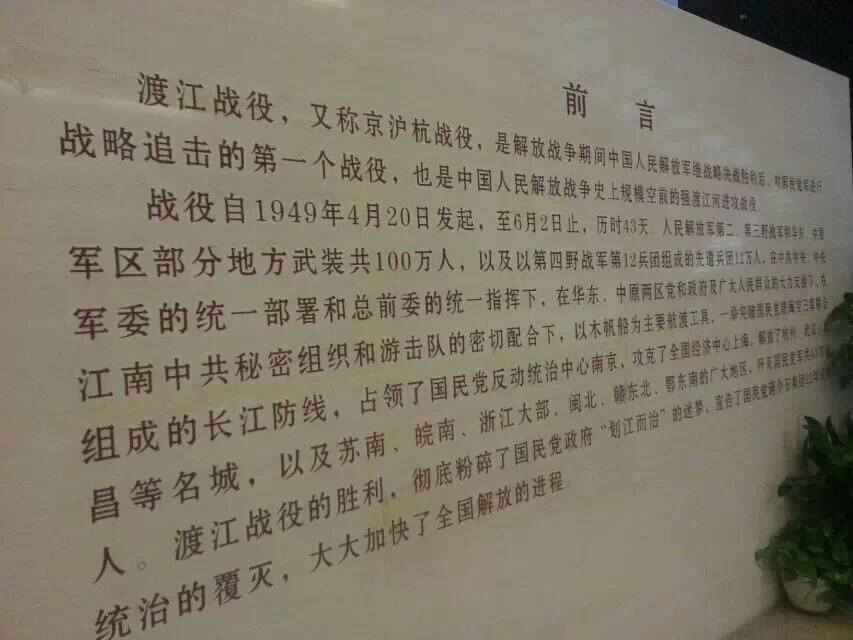 前 言
渡江战役，又称京沪杭战役，是解放战争期间中国人民解放军继战略决战胜利后、对国民党军进行
战略追击的第一个战役，也是中国人民解放战争史上规模空前的强渡江河进攻战役。
战役自1949年4月20日发起，至6月2日止，历时43天。人民解放军第二、第三野战军和华东、中原
军区部分地方武装共100万人，以及以第四野战军第12兵团组成的先遣兵团12万人，在中共中央、中央
军委的统一部署和总前委的统一指挥下，在华东、中原两区党和政府及广大人民群众的大力支援下，在
江南中共秘密组织和游击队的密切配合下，以木帆船为主要航渡工具，一举突破国民党陆海空三军联合
组成的长江防线，占领了国民党反动统治中心南京，攻克了全国经济中心上海，解放了杭州、武汉、
昌等名城，以及苏南、皖南、浙江大部、闽北、赣东北、鄂东南的广大地区，歼灭国民党军共
人。渡江战役的胜利，彻底粉碎了国民党政府“划江而治”的迷梦，宣告了国民党蒋介石集团22年
统治的覆灭，大大加快了全国解放的进程。